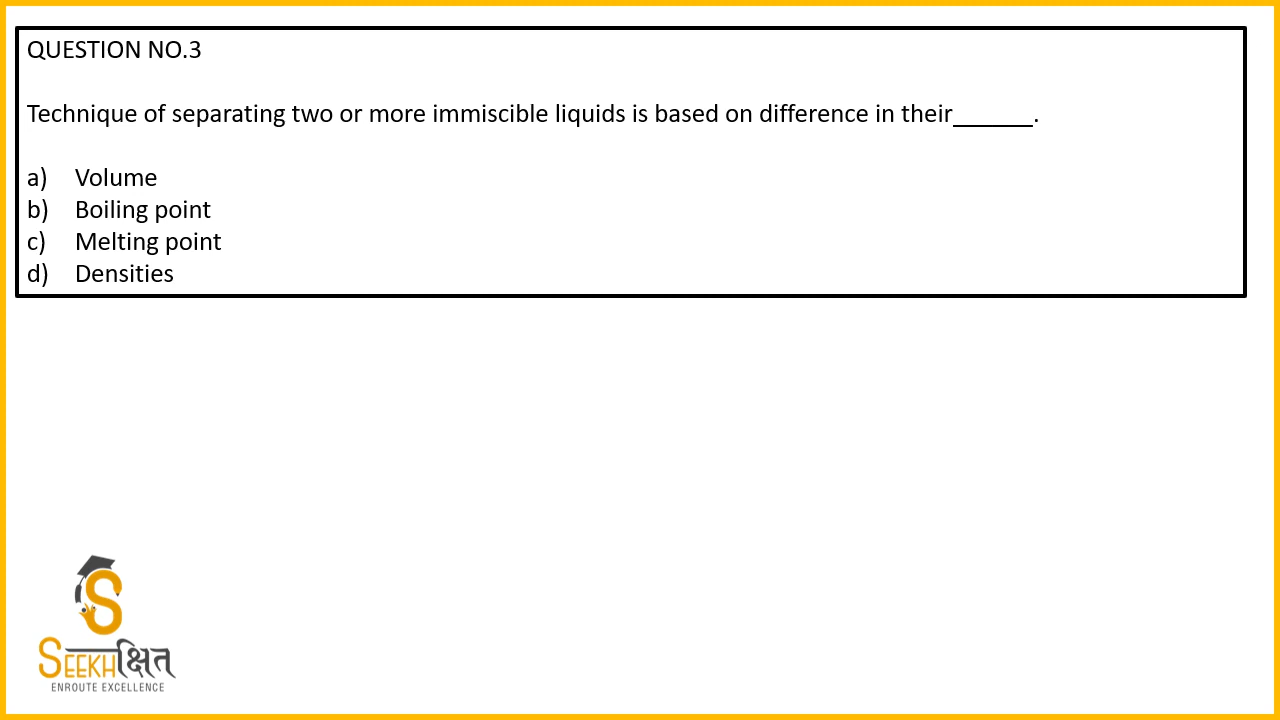 QUESTION NO.3
Technique of separating two or more immiscible liquids is based on difference in their______.
a) Volume
b) Boiling point
c) Melting point
d) Densities
S
SEEKHक्षित
ENROUTE EXCELLENCE